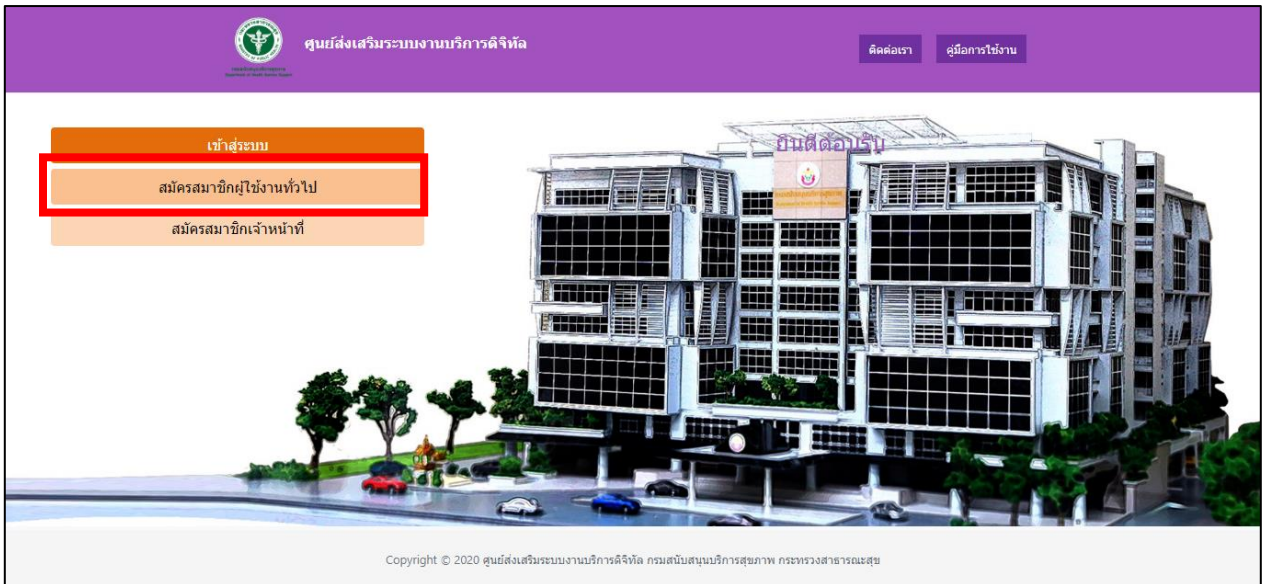 ศูนย์ส่งเสริมระบบงานบริการดิจิทัล
ติดต่อเรา
คู่มือการใช้งาน
เข้าสู่ระบบ
สมัครสมาชิกผู้ใช้งานทั่วไป
สมัครสมาชิกเจ้าหน้าที่
ยินดีต้อนรับ
Copyright © 2020 ศูนย์ส่งเสริมระบบงานบริการดิจิทัล กรมสนับสนุนบริการสุขภาพ กระทรวงสาธารณะสุข